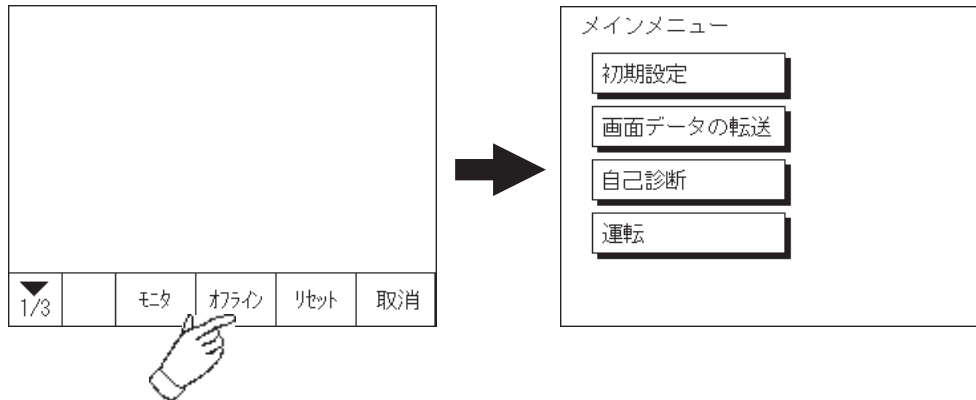 1/3
ﾓﾆﾀ
ｵﾌﾗｲﾝ
ﾘｾｯﾄ
取消
メインメニュー
初期設定
画面データの転送
自己診断
運転